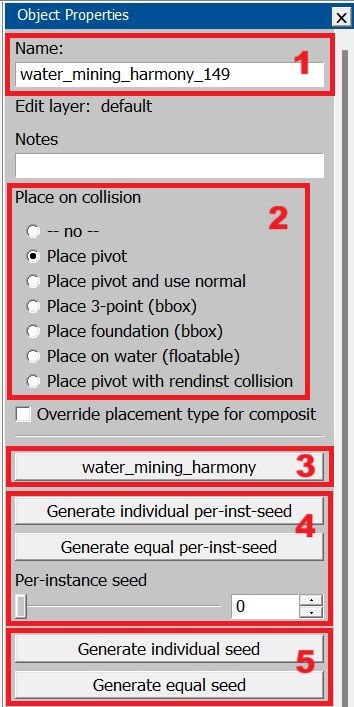 Object Properties
Name:
water_mining_harmony_149
1
Edit layer: default
Notes
Place on collision
2
-- no --
Place pivot
Place pivot and use normal
Place 3-point (bbox)
Place foundation (bbox)
Place on water (floatable)
Place pivot with rendinst collision
Override placement type for composit
water_mining_harmony
3
Generate individual per-inst-seed
4
Generate equal per-inst-seed
Per-instance seed
0
Generate individual seed
5
Generate equal seed